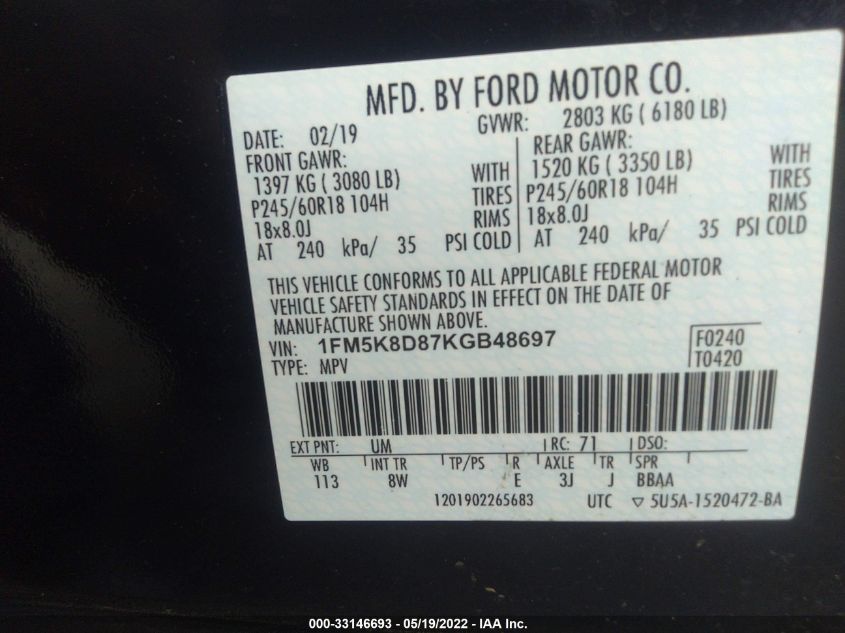 MFD. BY FORD MOTOR CO.
DATE: 02/19 GVWR: 2803 KG ( 6180 LB)
FRONT GAWR: REAR GAWR:
1397 KG ( 3080 LB) WITH 1520 KG ( 3350 LB) WITH
P245/60R18 104H TIRES P245/60R18 104H TIRES
18x8.0J RIMS 18x8.0J RIMS
AT 240 kPa/ 35 PSI COLD AT 240 kPa/ 35 PSI COLD
THIS VEHICLE CONFORMS TO ALL APPLICABLE FEDERAL MOTOR
VEHICLE SAFETY STANDARDS IN EFFECT ON THE DATE OF
MANUFACTURE SHOWN ABOVE.
VIN: 1FM5K8D87KGB48697 F0240
TYPE: MPV T0420
EXT PNT: UM RC: 71 DSO:
WB INT TR TP/PS R AXLE TR SPR
113 8W E 3J J BBAA
1201902265683 UTC ▽ 5U5A-1520472-BA
000-33146693 - 05/19/2022 - IAA Inc.